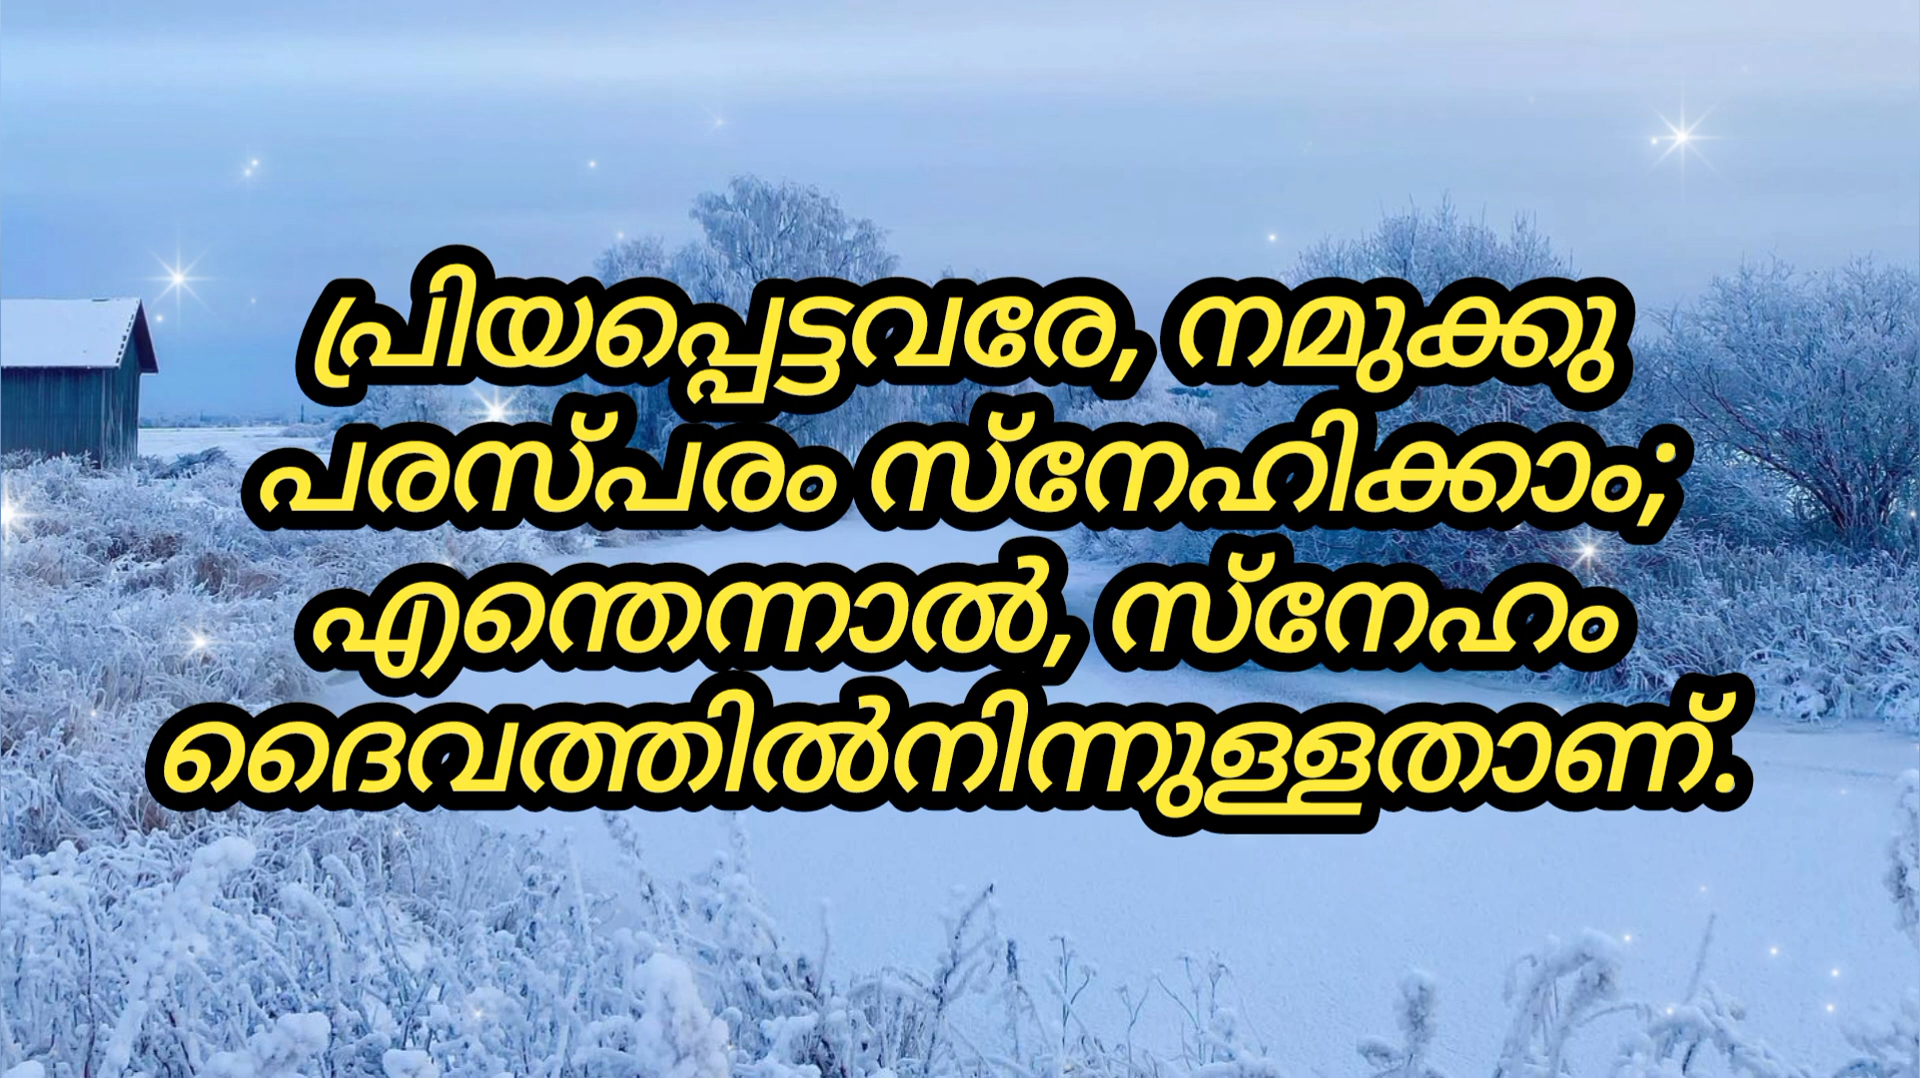 പ്രിയപ്പെട്ടവരേ, നമുക്കു
പരസ്പരം സ്നേഹിക്കാം;
എന്തെന്നാൽ, സ്നേഹം
ദൈവത്തിൽനിന്നുള്ളതാണ്.